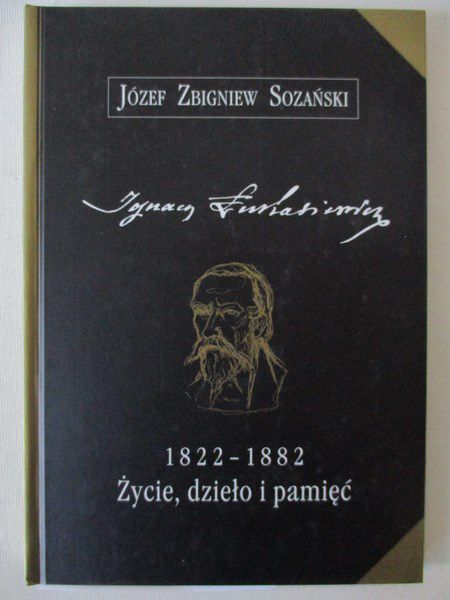 JÓZEF ZBIGNIEW SOZAŃSKI
Ignacy Łukasiewicz
1822-1882
Życie, dzieło i pamięć